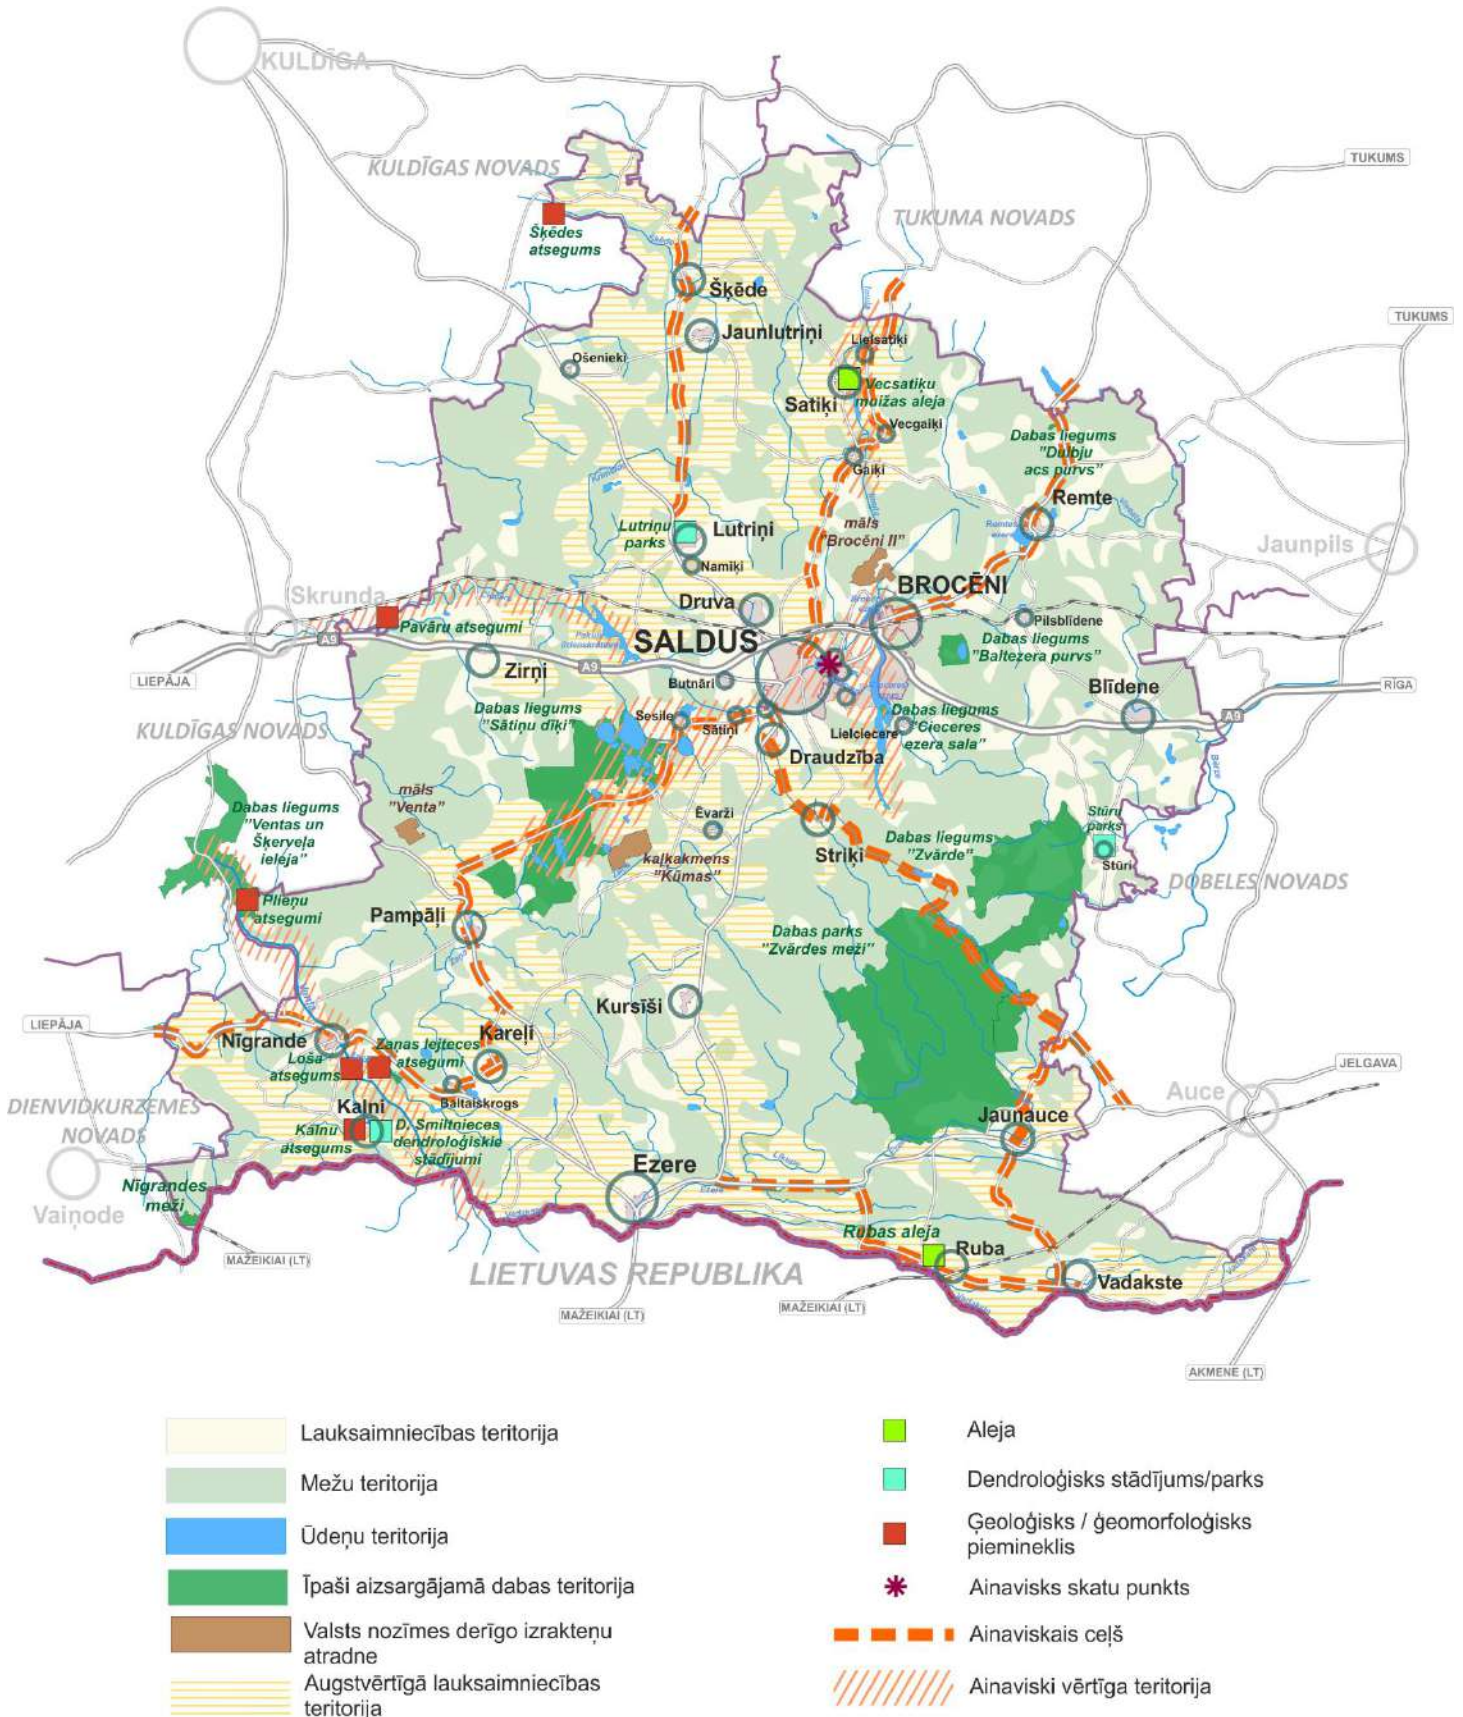 KULDĪGA
TUKUMS
KULDĪGAS NOVADS
TUKUMA NOVADS
Šķēdes
atsegums
Šķēde
TUKUMS
Jaunlutriņi
Lielsatiķi
Ošenieki
Vecsatiķu
muižas aleja
Satiķi
Vecgaiķi
Dabas liegums
"Dulbju
acs purvs"
Gaiķi
Remte
Lutriņu
parks
Lutriņi
māls
"Brocēni II"
Jaunpils
Namiķi
BROCĒNI
Skrunda
Druva
Pilsblīdene
Pavāru atsegumi
A9
SALDUS
Dabas liegums
"Baltezera purvs"
Zirņi
A9
LIEPĀJA
Butnāri
Blīdene
RĪGA
Dabas liegums
"Sātiņu dīķi"
Sesile
Sātiņi
Dabas liegums
"Cieceres
ezera sala"
Lielciecere
A9
KULDĪGAS NOVADS
Draudzība
māls
"Venta"
Dabas liegums
"Ventas un
Šķerveļa
ieleja"
Ēvarži
Stūru
parks
Dabas liegums
"Zvārde"
Striķi
kaļķakmens
"Kūmas"
Stūri
DOBELES NOVADS
Plieņu
atsegumi
Pampāļi
Dabas parks
"Zvārdes meži"
Venta
Kursīši
LIEPĀJA
Nīgrande
Kareļi
Zaņas lejteces
atsegumi
Loša
atsegums
JELGAVA
Auce
Baltaiskrogs
DIENVIDKURZEMES
NOVADS
Kalni
Jaunauce
Kalnu
atsegums
D. Smiltnieces
dendroloģiskie
stādījumi
Ezere
Ezere
Nīgrandes
meži
Vaiņode
Rubas aleja
Ruba
MAŽEIKIAI (LT)
LIETUVAS REPUBLIKA
Vadakste
MAŽEIKIAI (LT)
MAŽEIKIAI (LT)
AKMENE (LT)
Lauksaimniecības teritorija
Mežu teritorija
Ūdeņu teritorija
Īpaši aizsargājamā dabas teritorija
Valsts nozīmes derīgo izrakteņu
atradne
Augstvērtīgā lauksaimniecības
teritorija
Aleja
Dendroloģisks stādījums/parks
Ģeoloģisks / ģeomorfoloģisks
piemineklis
Ainavisks skatu punkts
Ainaviskais ceļš
Ainaviski vērtīga teritorija